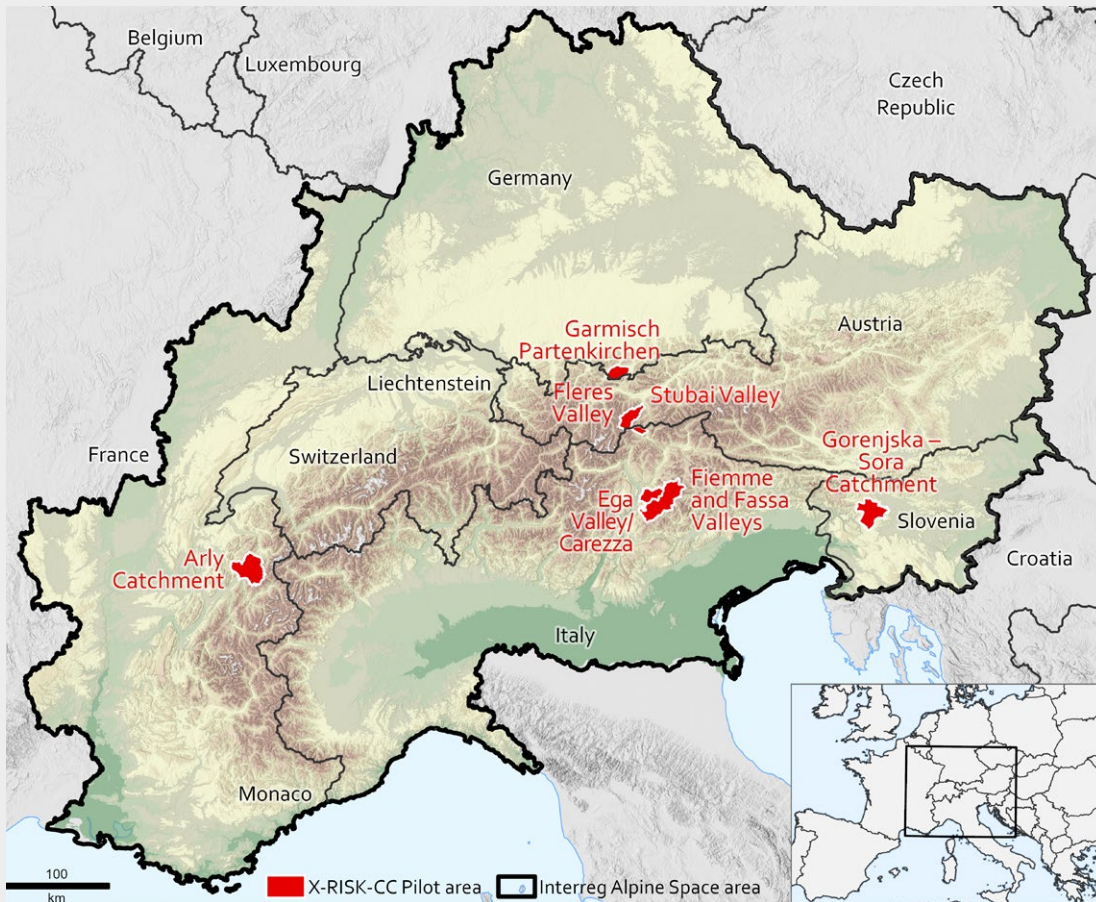 Belgium
Luxembourg
Czech
Republic
Germany
Austria
Garmisch
Partenkirchen
Liechtenstein
Fleres
Valley
Stubai Valley
France
Switzerland
Gorenjska –
Sora
Catchment
Ega
Valley/
Carezza
Fiemme
and Fassa
Valleys
Slovenia
Arly
Catchment
Croatia
Italy
Monaco
100
km
X-RISK-CC Pilot area
Interreg Alpine Space area